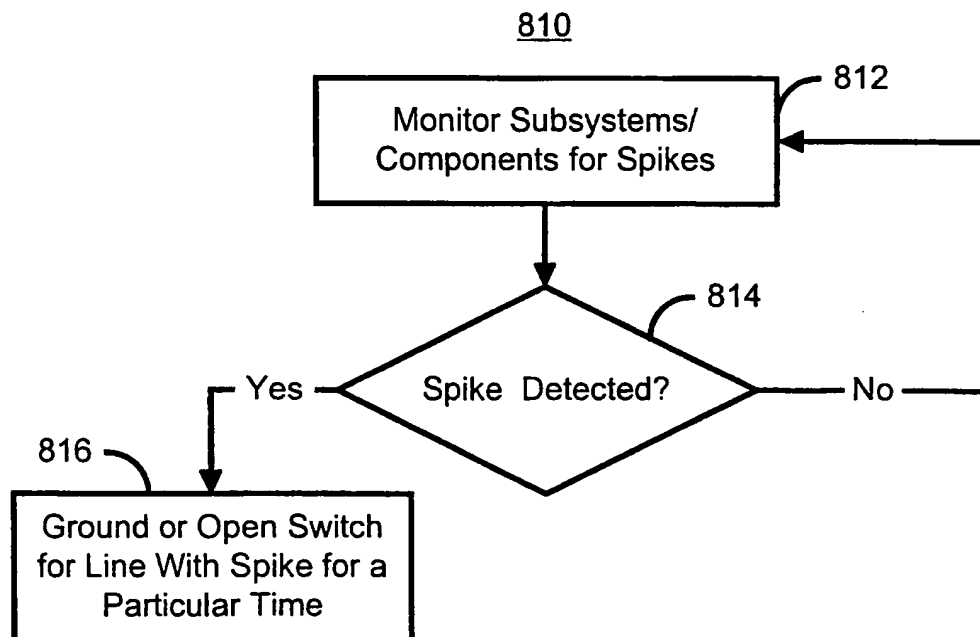 810
812
Monitor Subsystems/
Components for Spikes
814
Spike Detected?
Yes
No
816
Ground or Open Switch
for Line With Spike for a
Particular Time